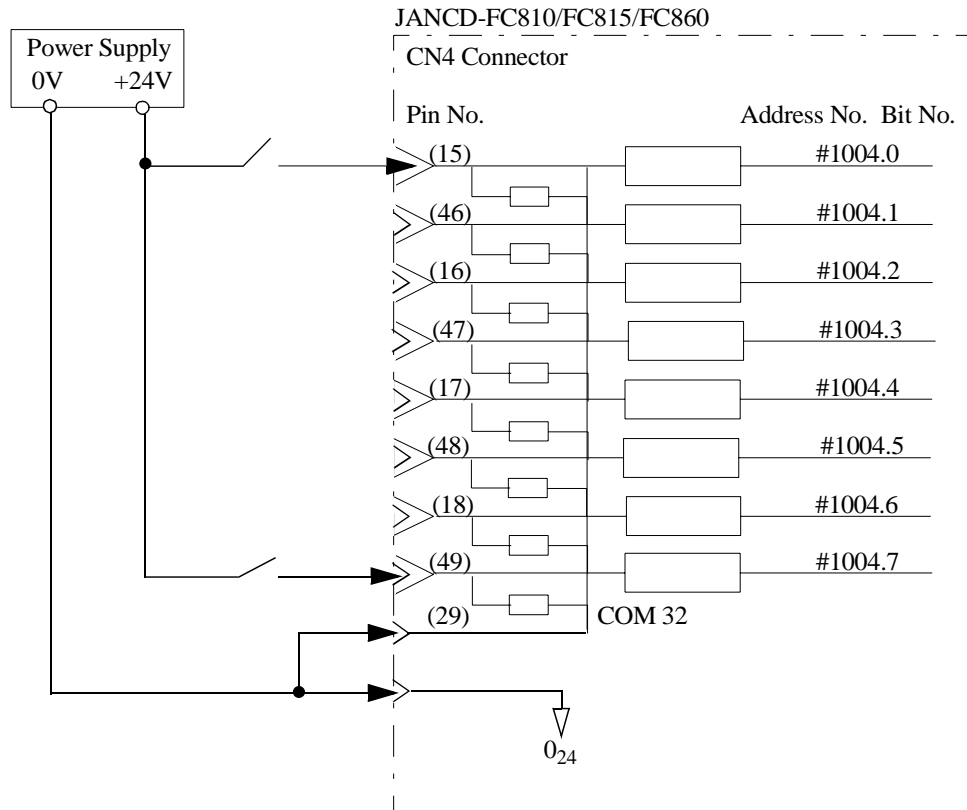 JANCD-FC810/FC815/FC860
Power Supply
0V +24V
CN4 Connector
Pin No. Address No. Bit No.
(15) #1004.0
(46) #1004.1
(16) #1004.2
(47) #1004.3
(17) #1004.4
(48) #1004.5
(18) #1004.6
(49) #1004.7
(29) COM 32
0₂₄